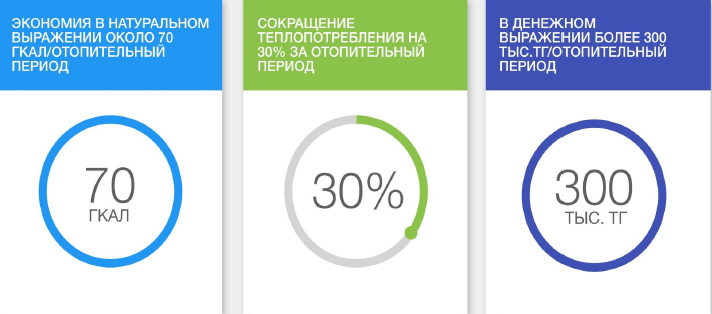 ЭКОНОМИЯ В НАТУРАЛЬНОМ
ВЫРАЖЕНИИ ОКОЛО 70
ГКАЛ/ОТОПИТЕЛЬНЫЙ
ПЕРИОД
70
ГКАЛ
СОКРАЩЕНИЕ
ТЕПЛОПОТРЕБЛЕНИЯ НА
30% ЗА ОТОПИТЕЛЬНЫЙ
ПЕРИОД
30%
В ДЕНЕЖНОМ
ВЫРАЖЕНИИ БОЛЕЕ 300
ТЫС.ТГ/ОТОПИТЕЛЬНЫЙ
ПЕРИОД
300
ТЫС. ТГ